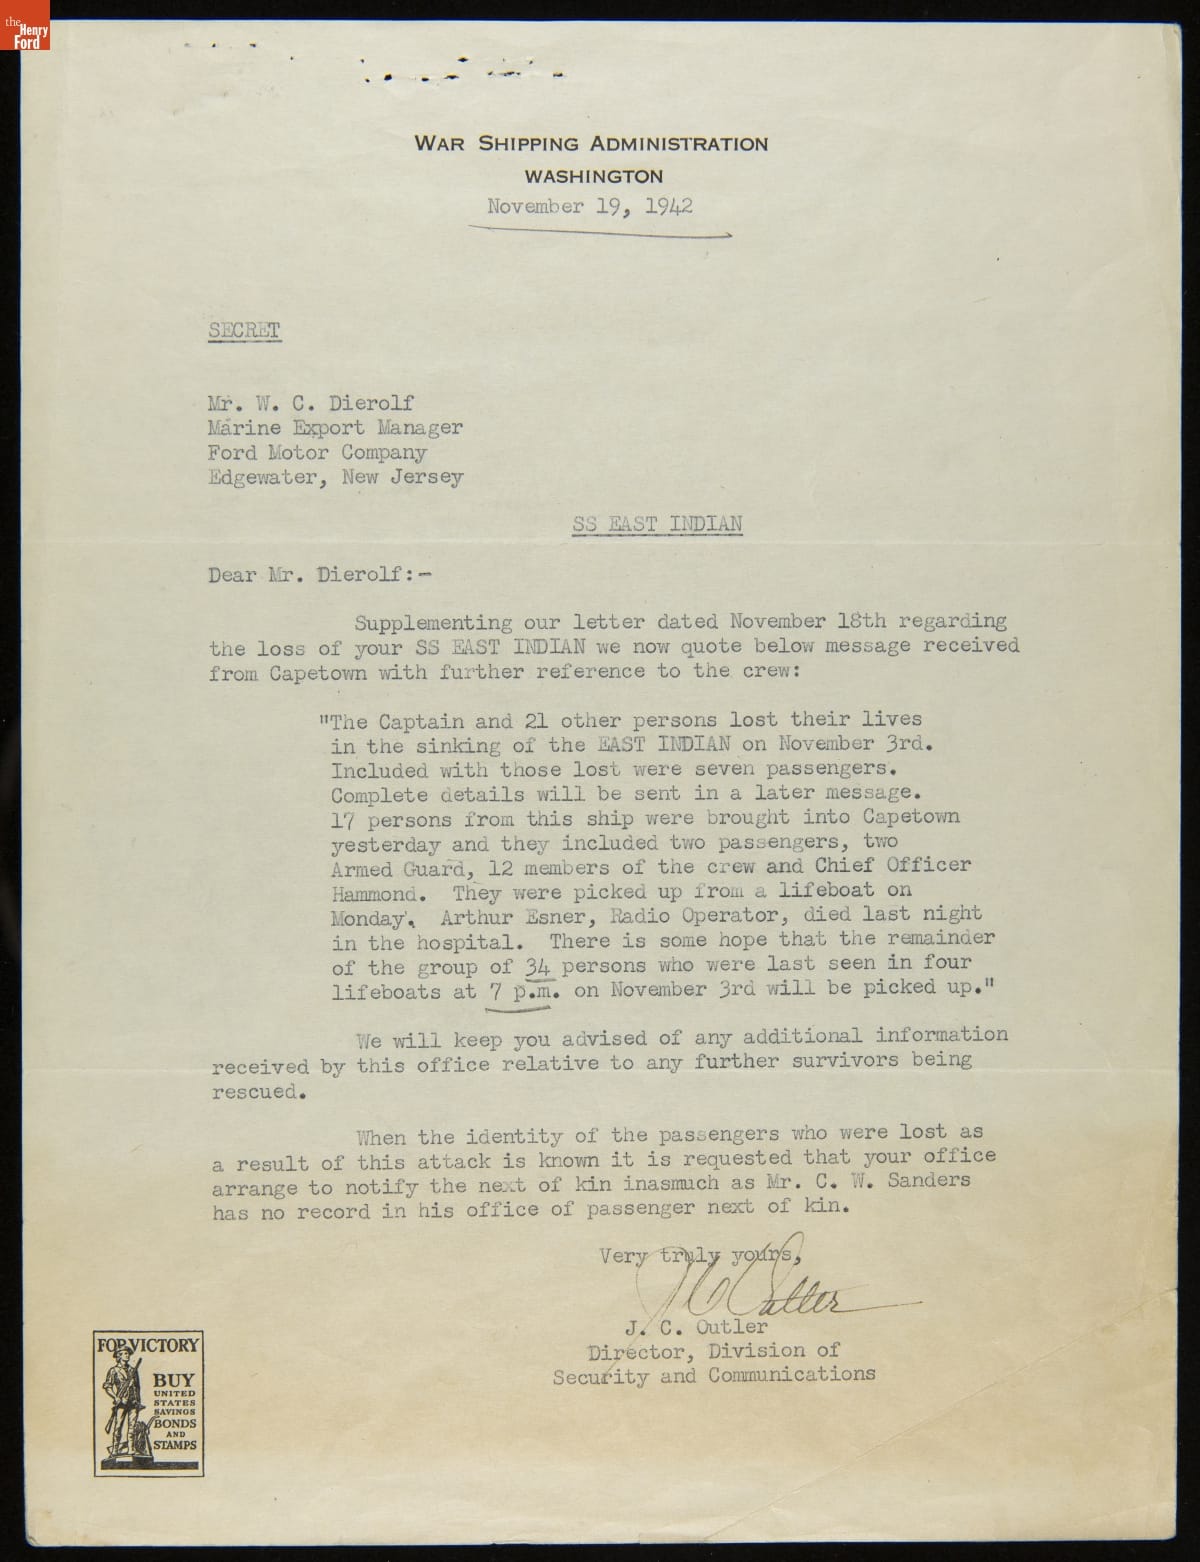 the
Henry
Ford
WAR SHIPPING ADMINISTRATION
WASHINGTON
November 19, 1942
SECRET
Mr. W. C. Dierolf
Marine Export Manager
Ford Motor Company
Edgewater, New Jersey
SS EAST INDIAN
Dear Mr. Dierolf:-
Supplementing our letter dated November 18th regarding
the loss of your SS EAST INDIAN we now quote below message received
from Capetown with further reference to the crew:
"The Captain and 21 other persons lost their lives
in the sinking of the EAST INDIAN on November 3rd.
Included with those lost were seven passengers.
Complete details will be sent in a later message.
17 persons from this ship were brought into Capetown
yesterday and they included two passengers, two
Armed Guard, 12 members of the crew and Chief Officer
Hammond. They were picked up from a lifeboat on
Monday. Arthur Esner, Radio Operator, died last night
in the hospital. There is some hope that the remainder
of the group of 34 persons who were last seen in four
lifeboats at 7 p.m. on November 3rd will be picked up."
We will keep you advised of any additional information
received by this office relative to any further survivors being
rescued.
When the identity of the passengers who were lost as
a result of this attack is known it is requested that your office
arrange to notify the next of kin inasmuch as Mr. C. W. Sanders
has no record in his office of passenger next of kin.
Very truly yours,
J C Outler
J. C. Outler
Director, Division of
Security and Communications
FOR VICTORY
BUY
UNITED
STATES
SAVINGS
BONDS
AND
STAMPS